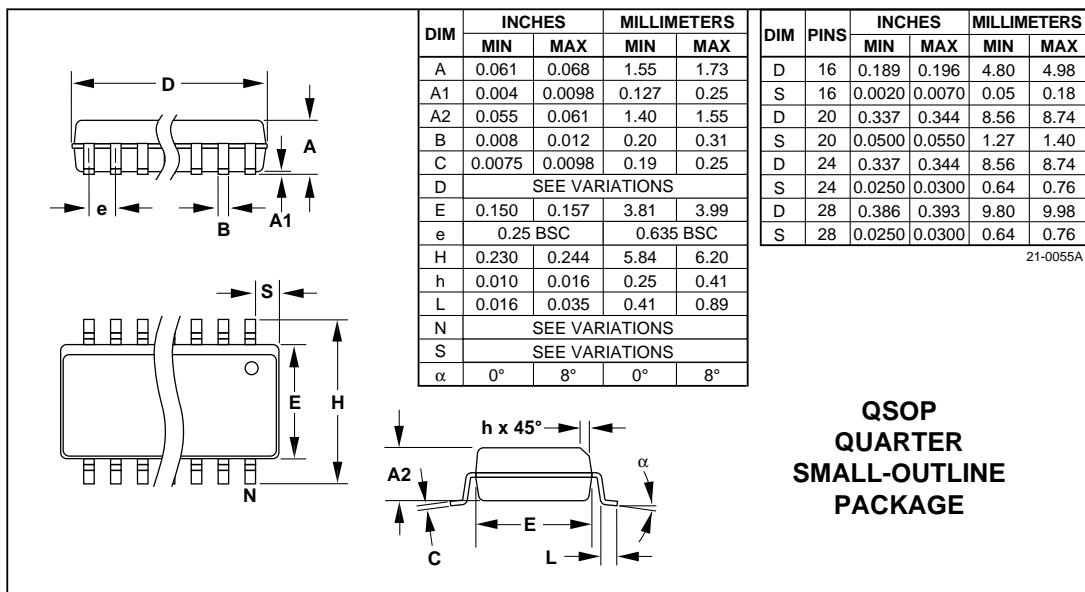 D
A
e
B
A1
S
E
H
N
DIM INCHES MILLIMETERS
MIN MAX MIN MAX
A 0.061 0.068 1.55 1.73
A1 0.004 0.0098 0.127 0.25
A2 0.055 0.061 1.40 1.55
B 0.008 0.012 0.20 0.31
C 0.0075 0.0098 0.19 0.25
D SEE VARIATIONS
E 0.150 0.157 3.81 3.99
e 0.25 BSC 0.635 BSC
H 0.230 0.244 5.84 6.20
h 0.010 0.016 0.25 0.41
L 0.016 0.035 0.41 0.89
N SEE VARIATIONS
S SEE VARIATIONS
α 0° 8° 0° 8°
DIM PINS INCHES MILLIMETERS
MIN MAX MIN MAX
D 16 0.189 0.196 4.80 4.98
S 16 0.0020 0.0070 0.05 0.18
D 20 0.337 0.344 8.56 8.74
S 20 0.0500 0.0550 1.27 1.40
D 24 0.337 0.344 8.56 8.74
S 24 0.0250 0.0300 0.64 0.76
D 28 0.386 0.393 9.80 9.98
S 28 0.0250 0.0300 0.64 0.76
21-0055A
h x 45°
A2
α
E
C
L
QSOP
QUARTER
SMALL-OUTLINE
PACKAGE